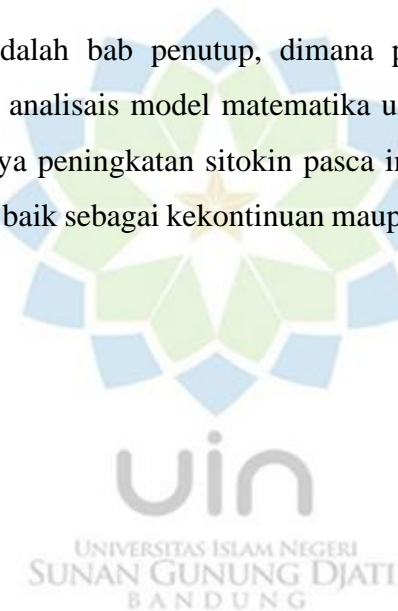 dalah bab penutup, dimana p
analisais model matematika u
ya peningkatan sitokin pasca i
baik sebagai kekontinuan maup
uin
UNIVERSITAS ISLAM NEGERI
SUNAN GUNUNG DJATI
BANDUNG